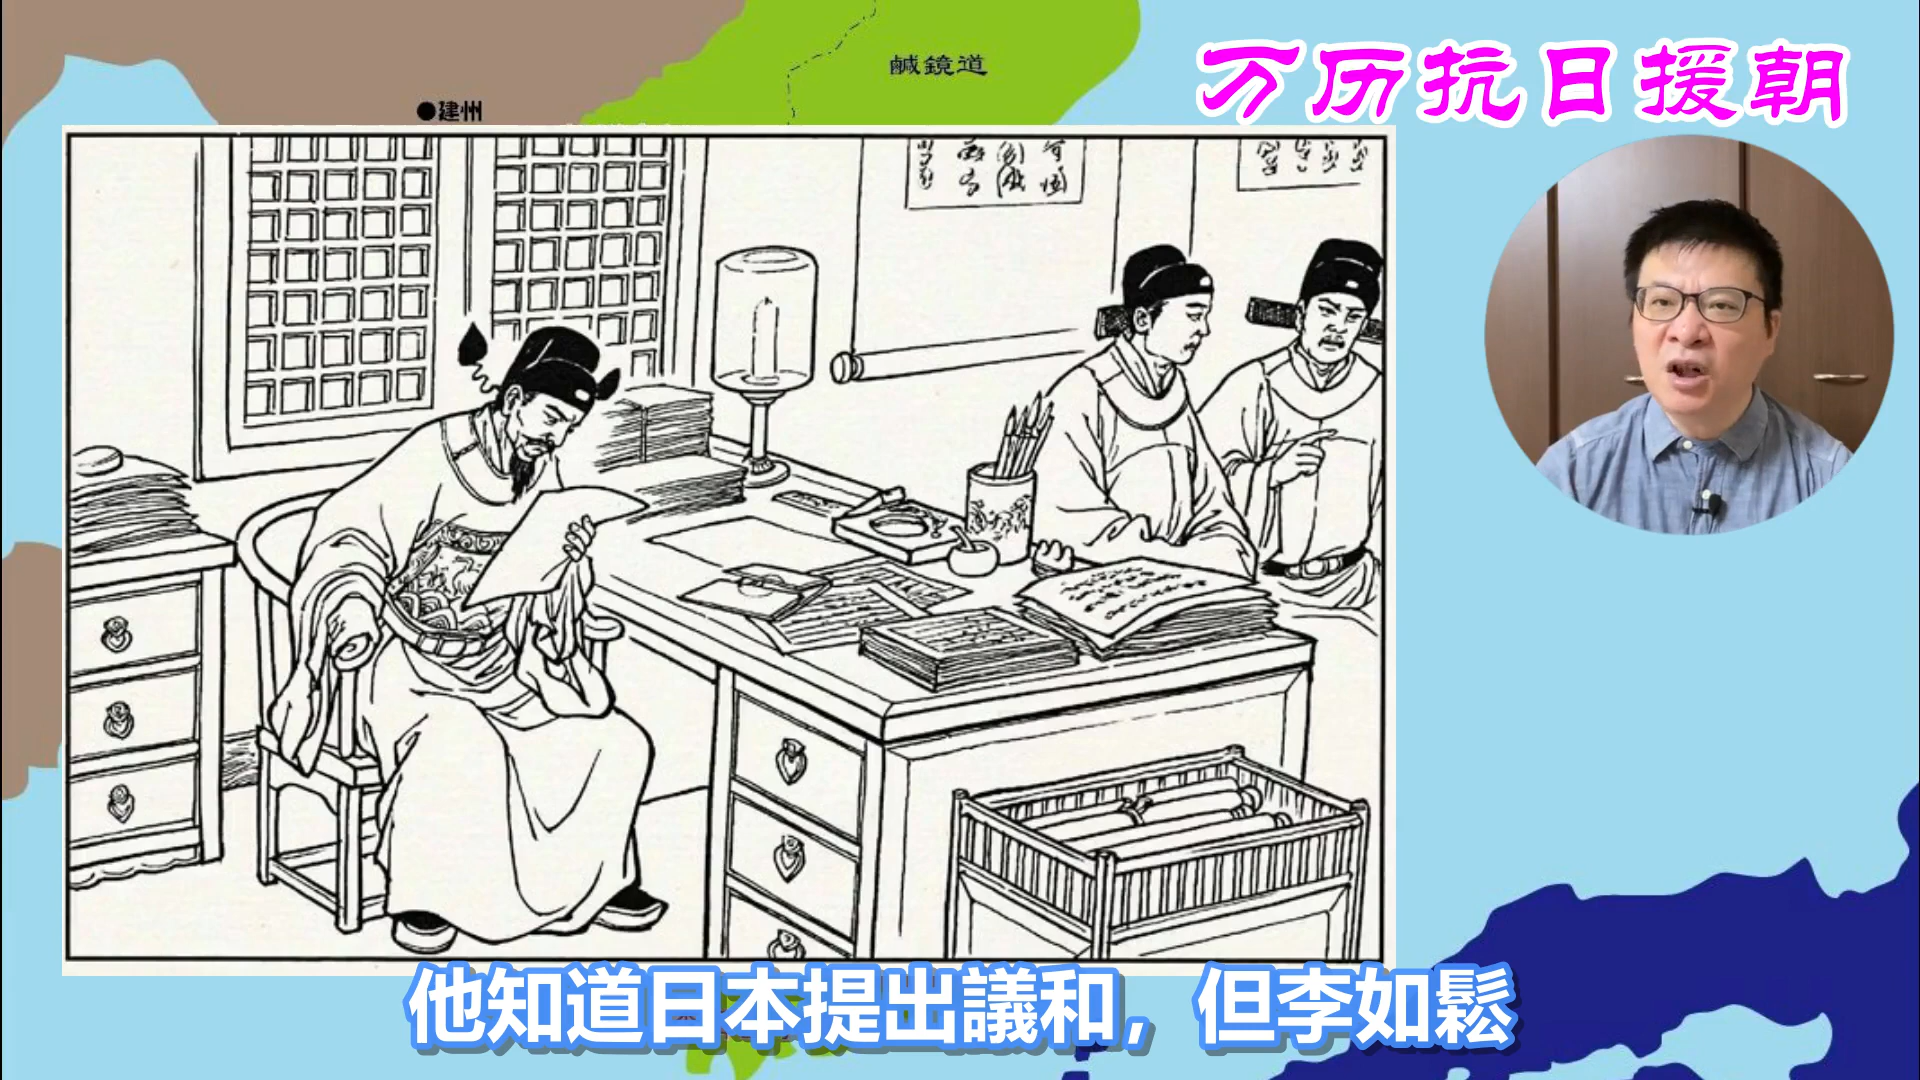 鹹鏡道
万历抗日援朝
●建州
他知道日本提出議和，但李如鬆